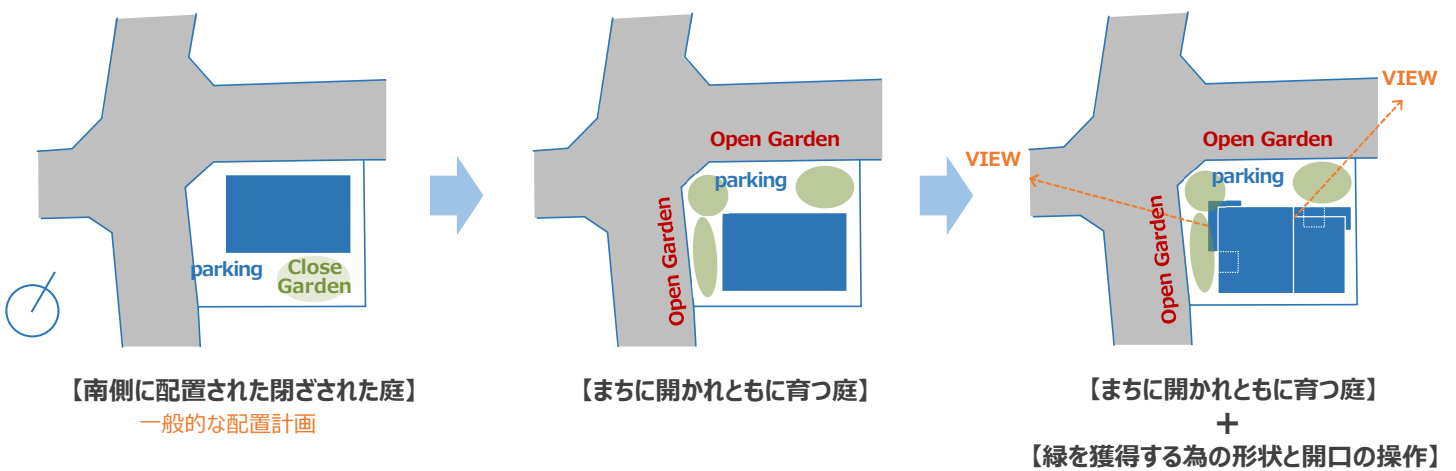 parking
Close
Garden
【南側に配置された閉ざされた庭】
一般的な配置計画
Open Garden
parking
Open Garden
【まちに開かれともに育つ庭】
VIEW
Open Garden
VIEW
parking
Open Garden
【まちに開かれともに育つ庭】
+
【緑を獲得する為の形状と開口の操作】